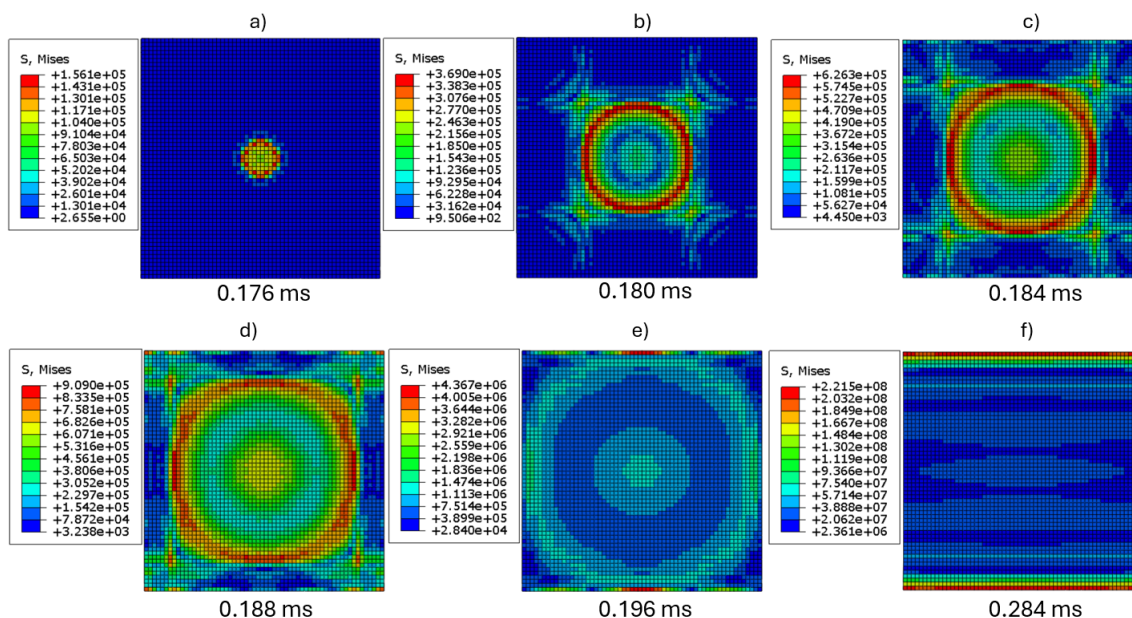 a)
S, Mises
+1.561e+05
+1.431e+05
+1.301e+05
+1.171e+05
+1.040e+05
+9.104e+04
+7.803e+04
+6.503e+04
+5.202e+04
+3.902e+04
+2.601e+04
+1.301e+04
+2.655e+00
0.176 ms
b)
S, Mises
+3.690e+05
+3.383e+05
+3.076e+05
+2.770e+05
+2.463e+05
+2.156e+05
+1.850e+05
+1.543e+05
+1.236e+05
+9.295e+04
+6.228e+04
+3.162e+04
+9.506e+02
0.180 ms
c)
S, Mises
+6.263e+05
+5.745e+05
+5.227e+05
+4.709e+05
+4.190e+05
+3.672e+05
+3.154e+05
+2.636e+05
+2.117e+05
+1.599e+05
+1.081e+05
+5.627e+04
+4.450e+03
0.184 ms
d)
S, Mises
+9.090e+05
+8.335e+05
+7.581e+05
+6.826e+05
+6.071e+05
+5.316e+05
+4.561e+05
+3.806e+05
+3.052e+05
+2.297e+05
+1.542e+05
+7.872e+04
+3.238e+03
0.188 ms
e)
S, Mises
+4.367e+06
+4.005e+06
+3.644e+06
+3.282e+06
+2.921e+06
+2.559e+06
+2.198e+06
+1.836e+06
+1.474e+06
+1.113e+06
+7.514e+05
+3.899e+05
+2.840e+04
0.196 ms
f)
S, Mises
+2.215e+08
+2.032e+08
+1.849e+08
+1.667e+08
+1.484e+08
+1.302e+08
+1.119e+08
+9.366e+07
+7.540e+07
+5.714e+07
+3.888e+07
+2.062e+07
+2.361e+06
0.284 ms